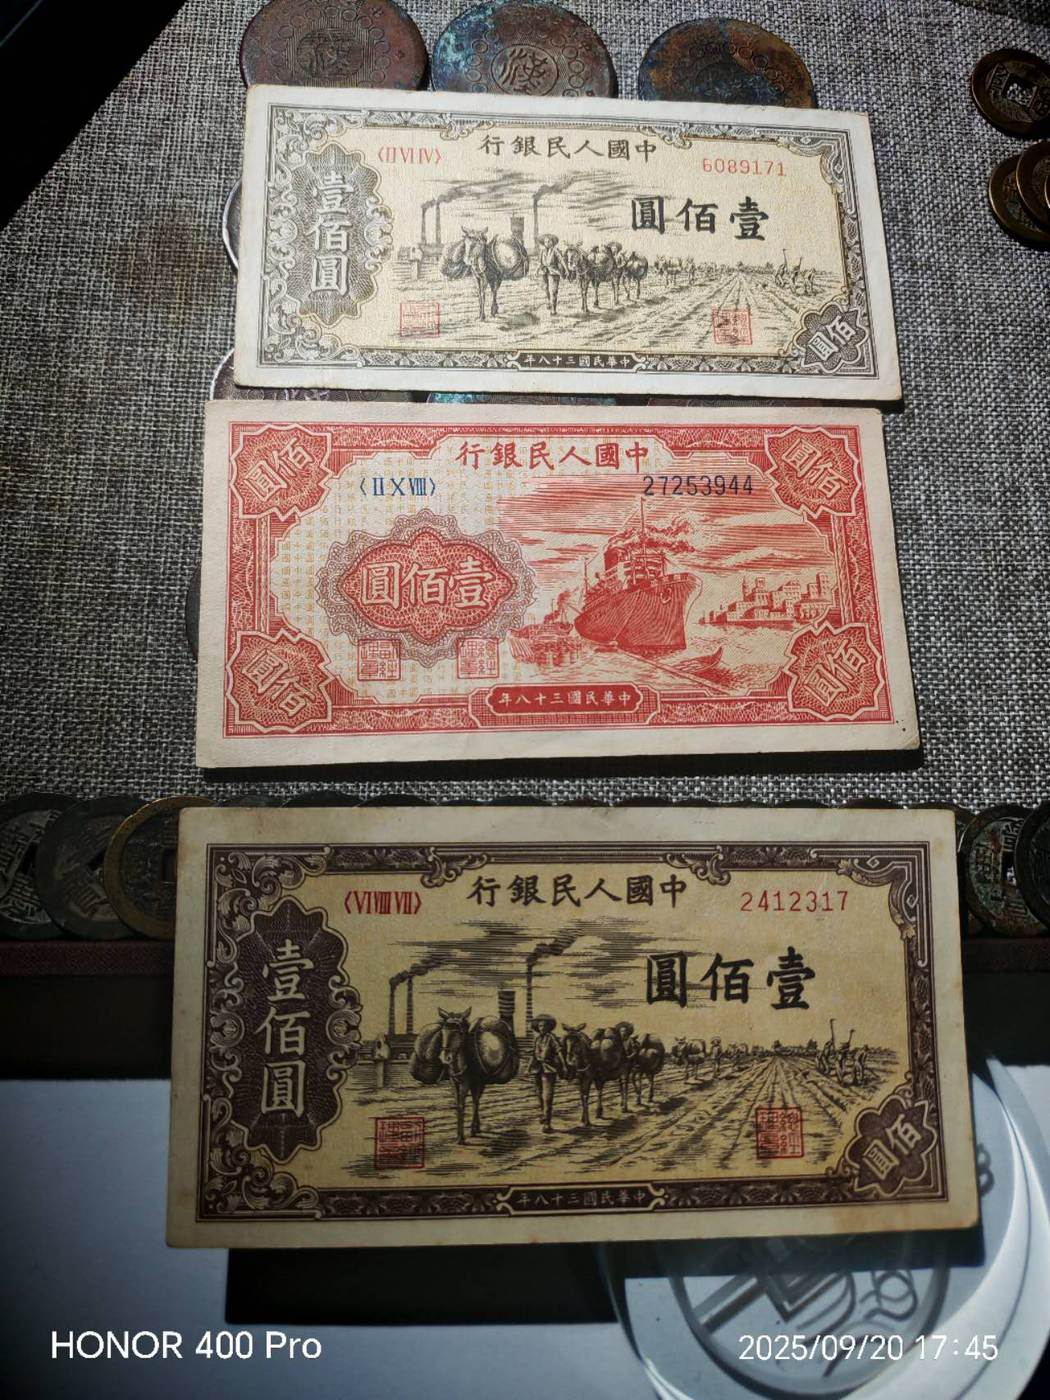 〈II VI IV〉
行銀民人國中
6089171
圓佰壹
壹佰圓
圓佰
年八十三國民華中
行銀民人國中
〈II X VIII〉
27253944
圓佰
圓佰
圓佰壹
圓佰
圓佰
年八十三國民華中
〈VI VIII VII〉
行銀民人國中
2412317
圓佰壹
壹佰圓
圓佰
年八十三國民華中
HONOR 400 Pro
2025/09/20 17:45